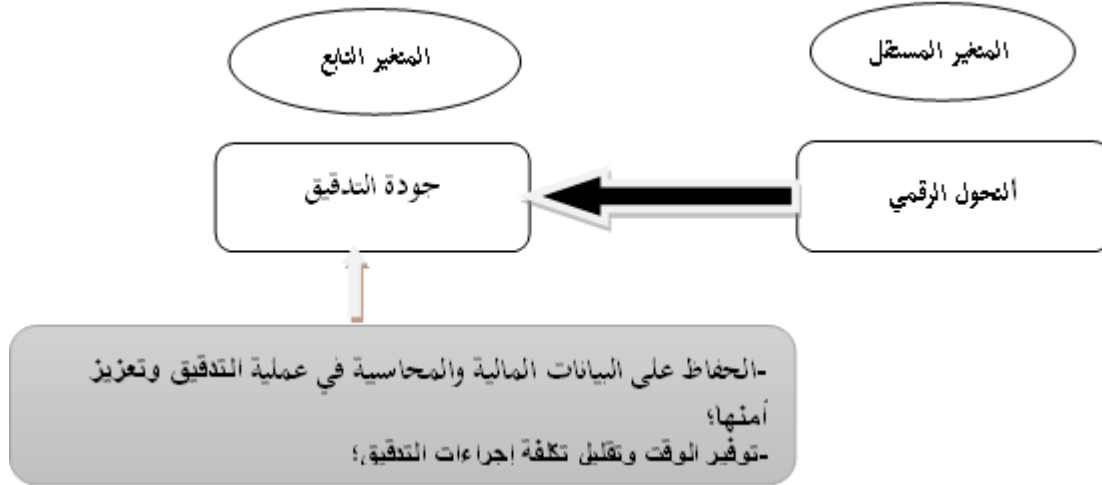 المتغير المستقل
المتغير التابع
ألتحول الرقمي
جودة التدقيق
-الحفاظ على البيانات المالية والمحاسبية في عملية التدقيق وتعزيز
أمنها؛
-توفير الوقت وتقليل تكلفة إجراءات التدقيق؛